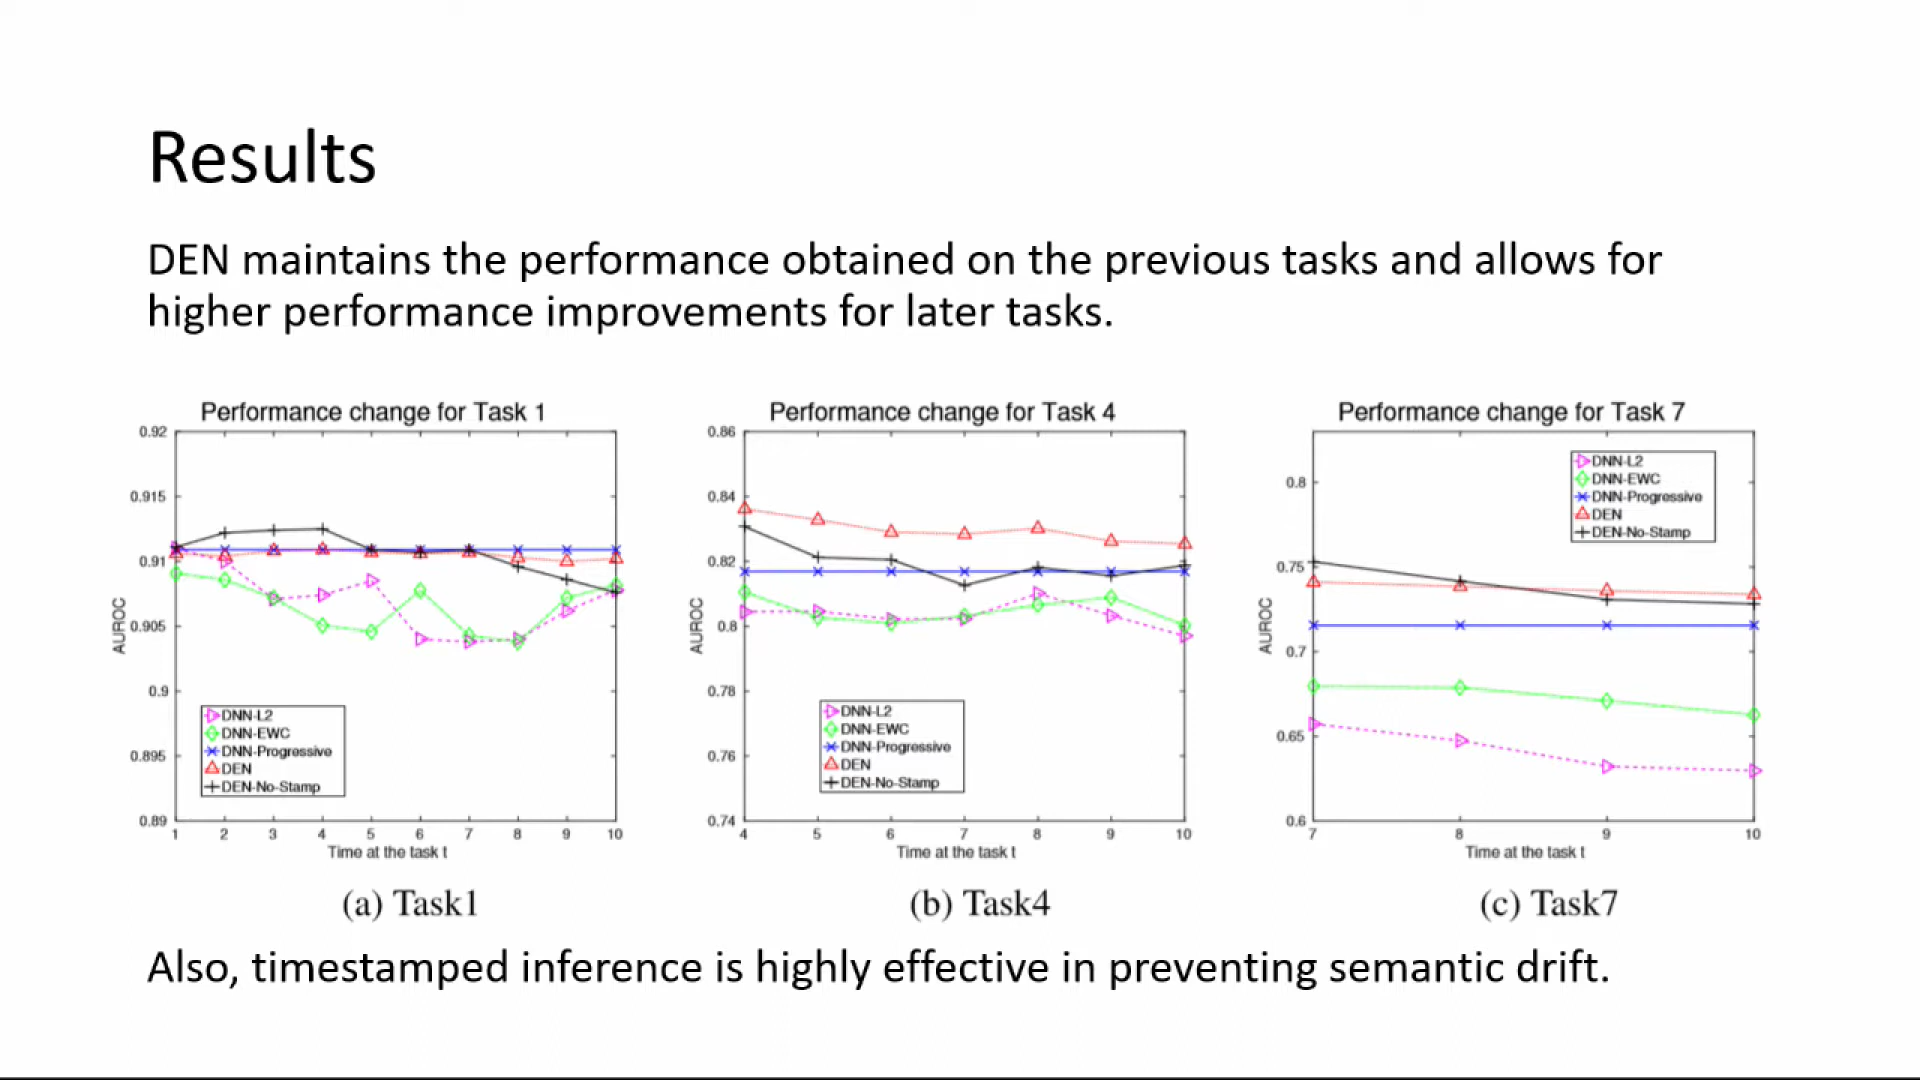 Results
DEN maintains the performance obtained on the previous tasks and allows for
higher performance improvements for later tasks.
Performance change for Task 1
0.92
0.915
0.91
0.905
0.9
0.895
0.89
AUROC
DNN-L2
DNN-EWC
DNN-Progressive
DEN
DEN-No-Stamp
1 2 3 4 5 6 7 8 9 10
Time at the task t
(a) Task1
Performance change for Task 4
0.86
0.84
0.82
0.8
0.78
0.76
0.74
AUROC
DNN-L2
DNN-EWC
DNN-Progressive
DEN
DEN-No-Stamp
4 5 6 7 8 9 10
Time at the task t
(b) Task4
Performance change for Task 7
0.8
0.75
0.7
0.65
0.6
AUROC
DNN-L2
DNN-EWC
DNN-Progressive
DEN
DEN-No-Stamp
7 8 9 10
Time at the task t
(c) Task7
Also, timestamped inference is highly effective in preventing semantic drift.